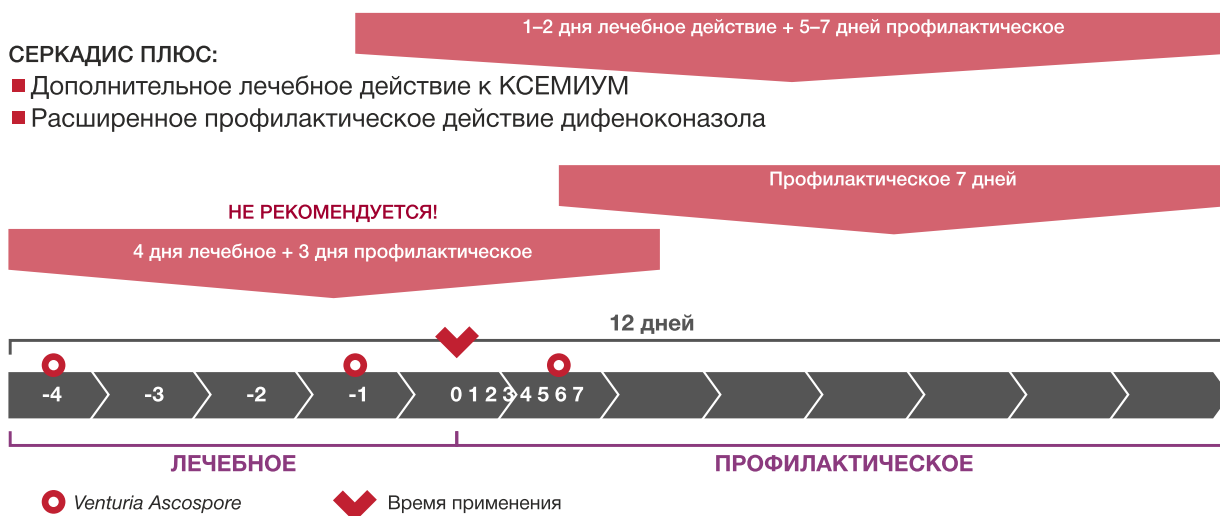 1–2 дня лечебное действие + 5–7 дней профилактическое
СЕРКАДИС ПЛЮС:
Дополнительное лечебное действие к КСЕМИУМ
Расширенное профилактическое действие дифеноконазола
Профилактическое 7 дней
НЕ РЕКОМЕНДУЕТСЯ!
4 дня лечебное + 3 дня профилактическое
12 дней
-4 -3 -2 -1 0 1 2 3 4 5 6 7
ЛЕЧЕБНОЕ ПРОФИЛАКТИЧЕСКОЕ
Venturia Ascospore Время применения